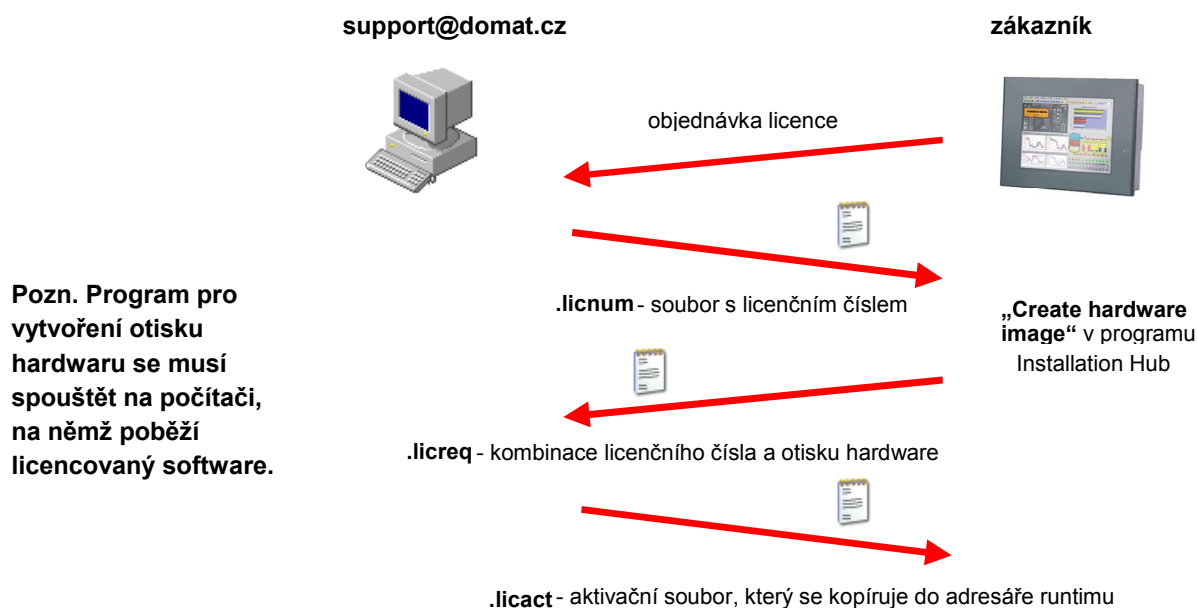 support@domat.cz
zákazník
objednávka licence
.licnum - soubor s licenčním číslem
Pozn. Program pro
vytvoření otisku
hardwaru se musí
spouštět na počítači,
na němž poběží
licencovaný software.
„Create hardware
image“ v programu
Installation Hub
.licreq - kombinace licenčního čísla a otisku hardware
.licact - aktivační soubor, který se kopíruje do adresáře runtimu